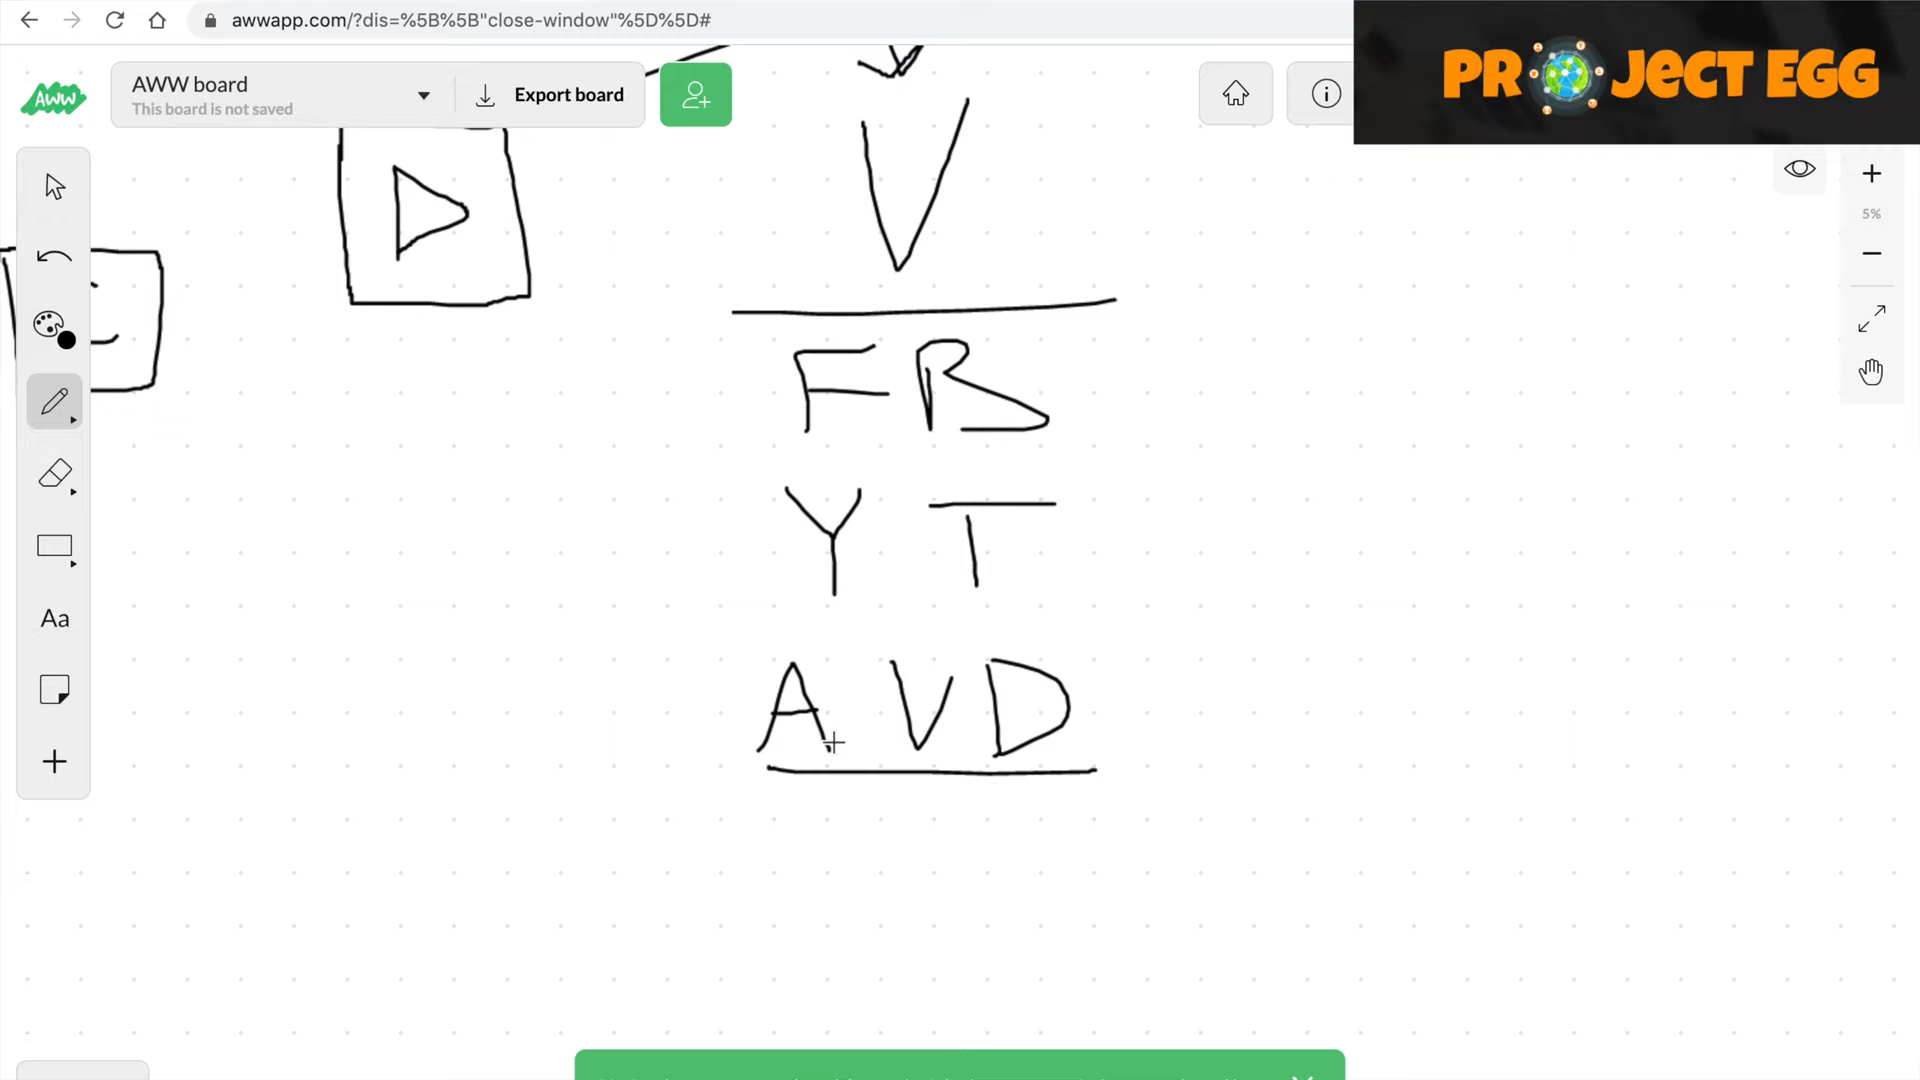 awwapp.com/?dis=%5B%5B"close-window"%5D%5D#
PROJECT EGG
AWW
AWW board
This board is not saved
Export board
5%
V
FB
YT
Aa
AVD